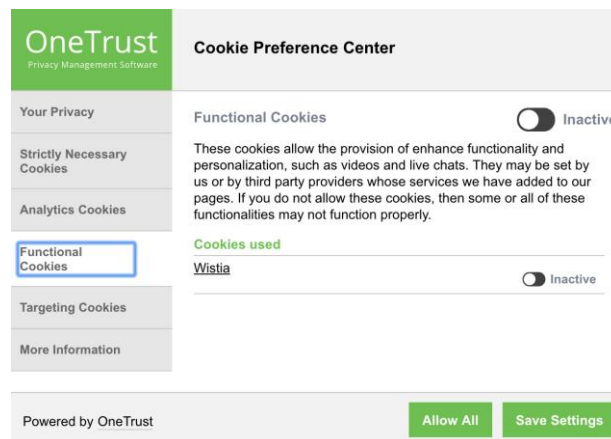 OneTrust
Privacy Management Software
Cookie Preference Center
Your Privacy
Strictly Necessary
Cookies
Analytics Cookies
Functional
Cookies
Targeting Cookies
More Information
Functional Cookies
Inactive
These cookies allow the provision of enhance functionality and
personalization, such as videos and live chats. They may be set by
us or by third party providers whose services we have added to our
pages. If you do not allow these cookies, then some or all of these
functionalities may not function properly.
Cookies used
Wistia
Inactive
Powered by OneTrust
Allow All
Save Settings